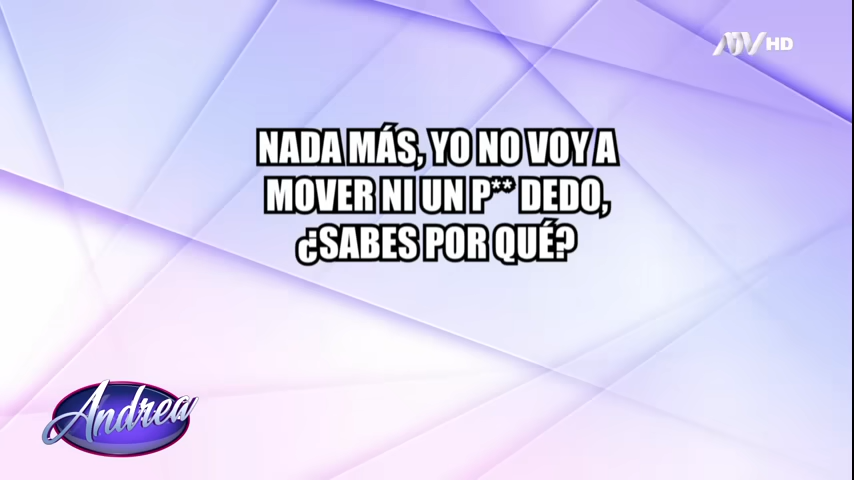 ATV HD
NADA MÁS, YO NO VOY A
MOVER NI UN P** DEDO,
¿SABES POR QUÉ?
Andrea